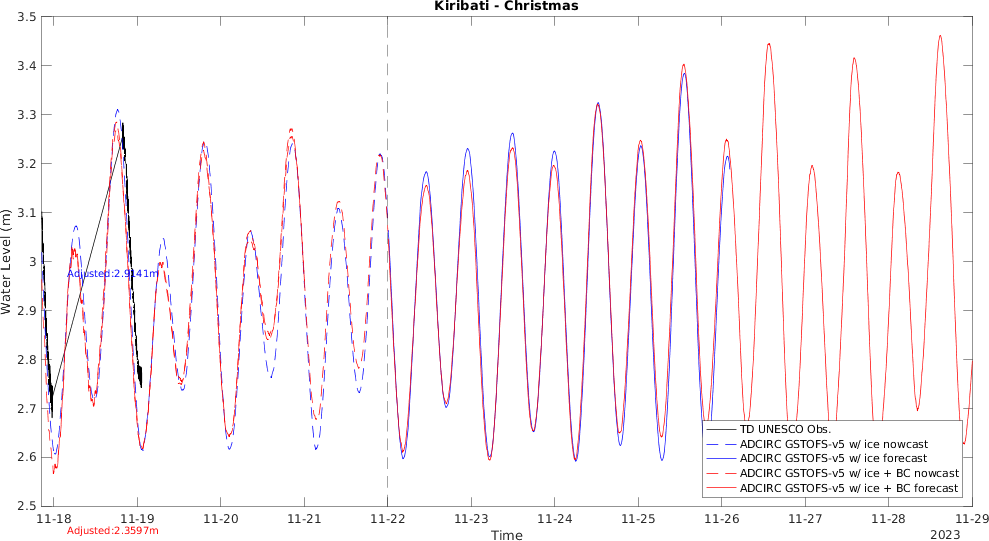 Kiribati - Christmas
3.5
3.4
3.3
3.2
3.1
3
2.9
2.8
2.7
2.6
2.5
Water Level (m)
Adjusted:2.9141m
TD UNESCO Obs.
ADCIRC GSTOFS-v5 w/ ice nowcast
ADCIRC GSTOFS-v5 w/ ice forecast
ADCIRC GSTOFS-v5 w/ ice + BC nowcast
ADCIRC GSTOFS-v5 w/ ice + BC forecast
11-18 11-19 11-20 11-21 11-22 11-23 11-24 11-25 11-26 11-27 11-28 11-29
Adjusted:2.3597m
Time
2023